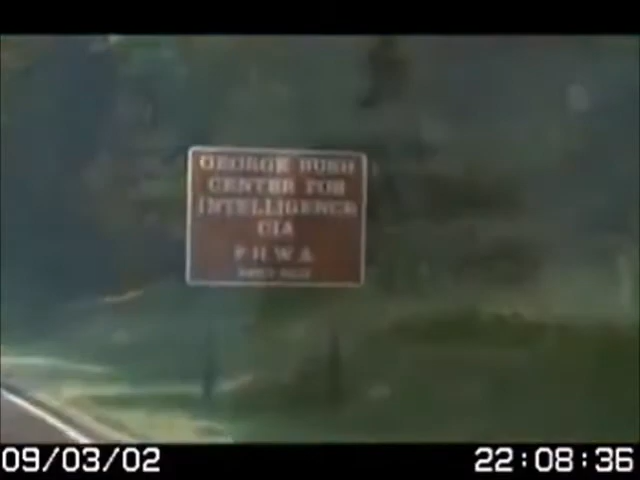 GEORGE BUSH
CENTER FOR
INTELLIGENCE
CIA
F.H.W.A
09/03/02
22:08:36